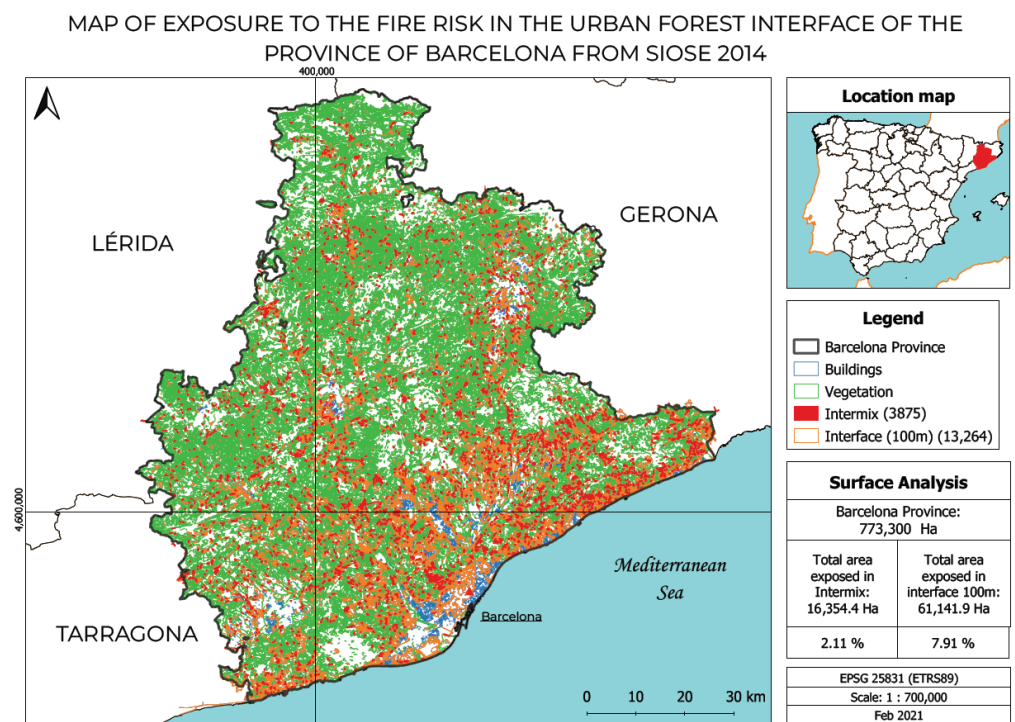 MAP OF EXPOSURE TO THE FIRE RISK IN THE URBAN FOREST INTERFACE OF THE
PROVINCE OF BARCELONA FROM SIOSE 2014
400,000
4,600,000
LÉRIDA
GERONA
TARRAGONA
Mediterranean
Sea
Barcelona
0 10 20 30 km
Location map
Legend
Barcelona Province
Buildings
Vegetation
Intermix (3875)
Interface (100m) (13,264)
Surface Analysis
Barcelona Province:
773,300 Ha
Total area
exposed in
Intermix:
16,354.4 Ha
Total area
exposed in
interface 100m:
61,141.9 Ha
2.11 %
7.91 %
EPSG 25831 (ETRS89)
Scale: 1 : 700,000
Feb 2021